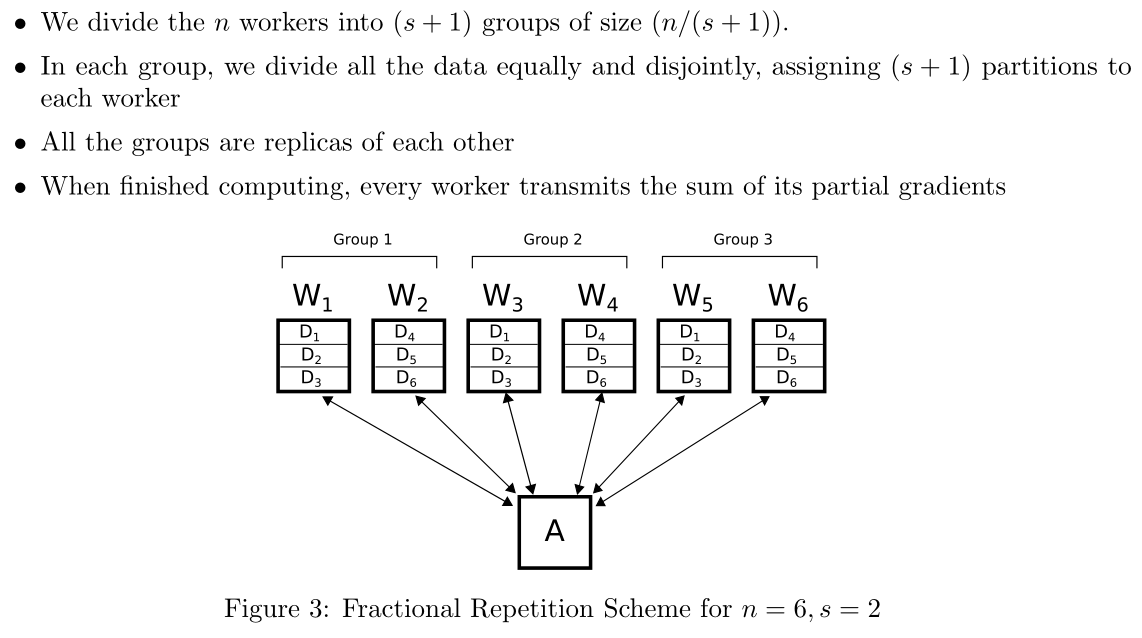 • We divide the n workers into (s + 1) groups of size (n/(s + 1)).
• In each group, we divide all the data equally and disjointly, assigning (s + 1) partitions to
each worker
• All the groups are replicas of each other
• When finished computing, every worker transmits the sum of its partial gradients
Group 1 Group 2 Group 3
W₁ W₂ W₃ W₄ W₅ W₆
D₁ D₄ D₁ D₄ D₁ D₄
D₂ D₅ D₂ D₅ D₂ D₅
D₃ D₆ D₃ D₆ D₃ D₆
A
Figure 3: Fractional Repetition Scheme for n = 6, s = 2